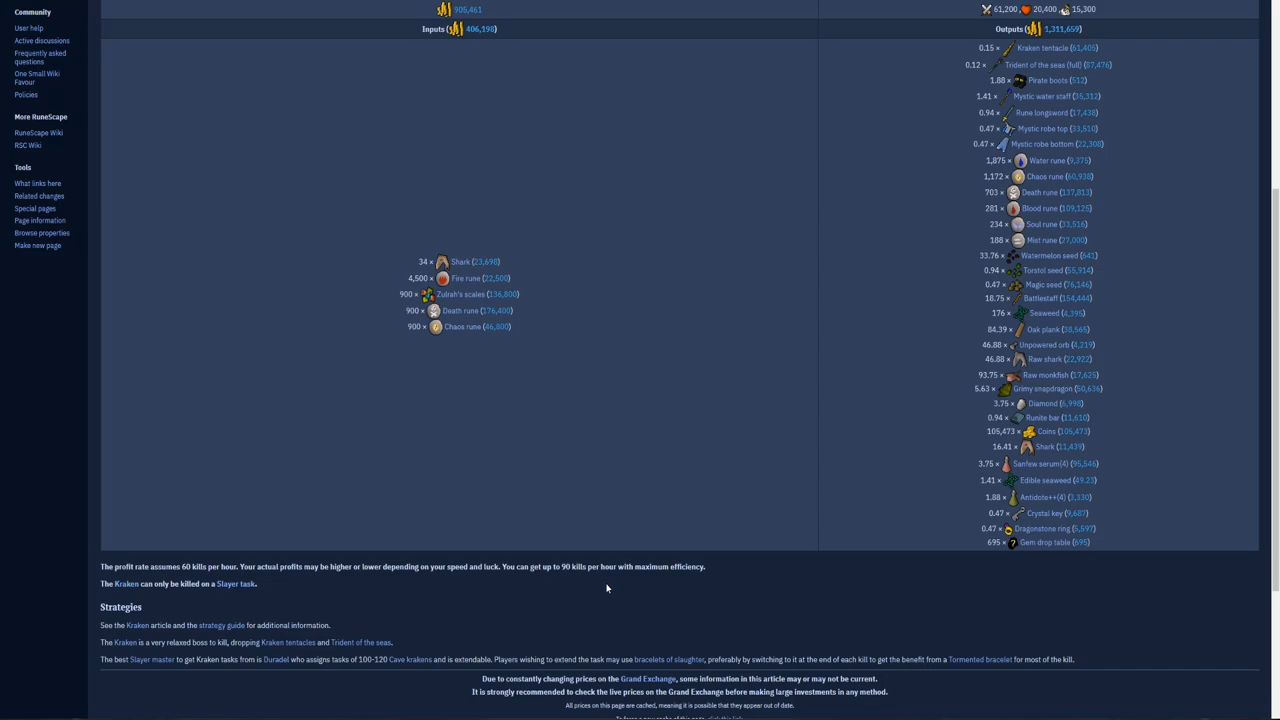 Community
User help
Active discussions
Frequently asked
questions
One Small Wiki
Favour
Policies
More RuneScape
RuneScape Wiki
RSC Wiki
Tools
What links here
Related changes
Special pages
Page information
Browse properties
Make new page
905,461
61,200, 20,400, 15,300
Inputs ( 406,198)
Outputs ( 1,311,659)
34 × Shark (23,698)
4,500 × Fire rune (22,500)
900 × Zulrah's scales (136,800)
900 × Death rune (176,400)
900 × Chaos rune (46,800)
0.15 × Kraken tentacle (61,405)
0.12 × Trident of the seas (full) (87,476)
1.88 × Pirate boots (512)
1.41 × Mystic water staff (35,312)
0.94 × Rune longsword (17,438)
0.47 × Mystic robe top (33,510)
0.47 × Mystic robe bottom (22,308)
1,875 × Water rune (9,375)
1,172 × Chaos rune (60,938)
703 × Death rune (137,813)
281 × Blood rune (109,125)
234 × Soul rune (33,516)
188 × Mist rune (27,000)
33.76 × Watermelon seed (641)
0.94 × Torstol seed (55,914)
0.47 × Magic seed (76,146)
18.75 × Battlestaff (154,444)
176 × Seaweed (4,395)
84.39 × Oak plank (38,565)
46.88 × Unpowered orb (4,219)
46.88 × Raw shark (22,922)
93.75 × Raw monkfish (17,625)
5.63 × Grimy snapdragon (50,636)
3.75 × Diamond (6,998)
0.94 × Runite bar (11,610)
105,473 × Coins (105,473)
16.41 × Shark (11,439)
3.75 × Sanfew serum(4) (95,546)
1.41 × Edible seaweed (49.23)
1.88 × Antidote++(4) (3,330)
0.47 × Crystal key (9,687)
0.47 × Dragonstone ring (5,597)
695 × Gem drop table (695)
The profit rate assumes 60 kills per hour. Your actual profits may be higher or lower depending on your speed and luck. You can get up to 90 kills per hour with maximum efficiency.
The Kraken can only be killed on a Slayer task.
Strategies
See the Kraken article and the strategy guide for additional information.
The Kraken is a very relaxed boss to kill, dropping Kraken tentacles and Trident of the seas.
The best Slayer master to get Kraken tasks from is Duradel who assigns tasks of 100-120 Cave krakens and is extendable. Players wishing to extend the task may use bracelets of slaughter, preferably by switching to it at the end of each kill to get the benefit from a Tormented bracelet for most of the kill.
Due to constantly changing prices on the Grand Exchange, some information in this article may or may not be current.
It is strongly recommended to check the live prices on the Grand Exchange before making large investments in any method.
All prices on this page are cached, meaning it is possible that they appear out of date.